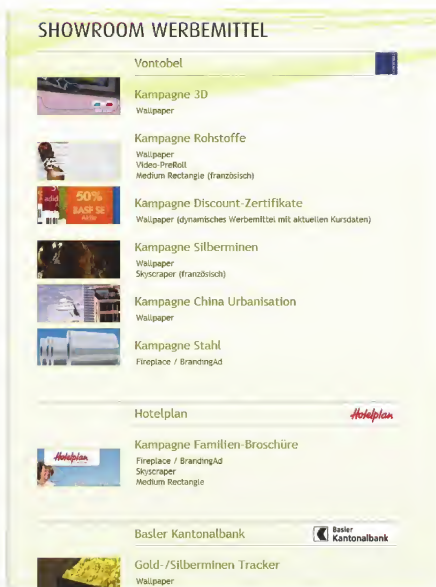 SHOWROOM WERBEMITTEL
Vontobel
Kampagne 3D
Wallpaper
Kampagne Rohstoffe
Wallpaper
Video-PreRoll
Medium Rectangle (französisch)
50%
BASF SE
Kampagne Discount-Zertifikate
Wallpaper (dynamisches Werbemittel mit aktuellen Kursdaten)
Kampagne Silberminen
Wallpaper
Skyscraper (französisch)
Kampagne China Urbanisation
Wallpaper
Kampagne Stahl
Fireplace / BrandingAd
Hotelplan
Hotelplan
Hotelplan
Kampagne Familien-Broschüre
Fireplace / BrandingAd
Skyscraper
Medium Rectangle
Basler Kantonalbank
Basler
Kantonalbank
Gold-/Silberminen Tracker
Wallpaper